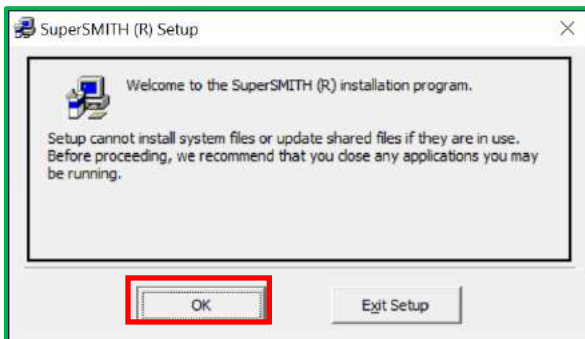 SuperSMITH (R) Setup
Welcome to the SuperSMITH (R) installation program.
Setup cannot install system files or update shared files if they are in use.
Before proceeding, we recommend that you close any applications you may
be running.
OK
Exit Setup